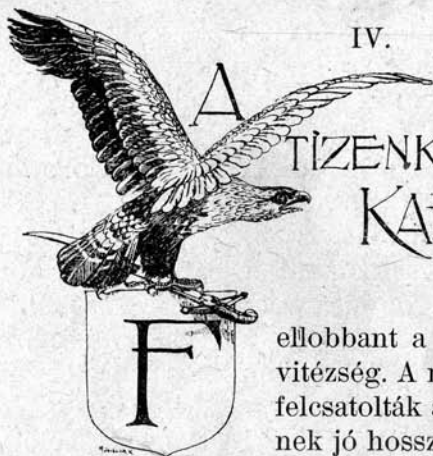 IV.
A
TIZENK
KA
F
ellobbant a
vitézség. A
felcsatolták
nek jó hossz